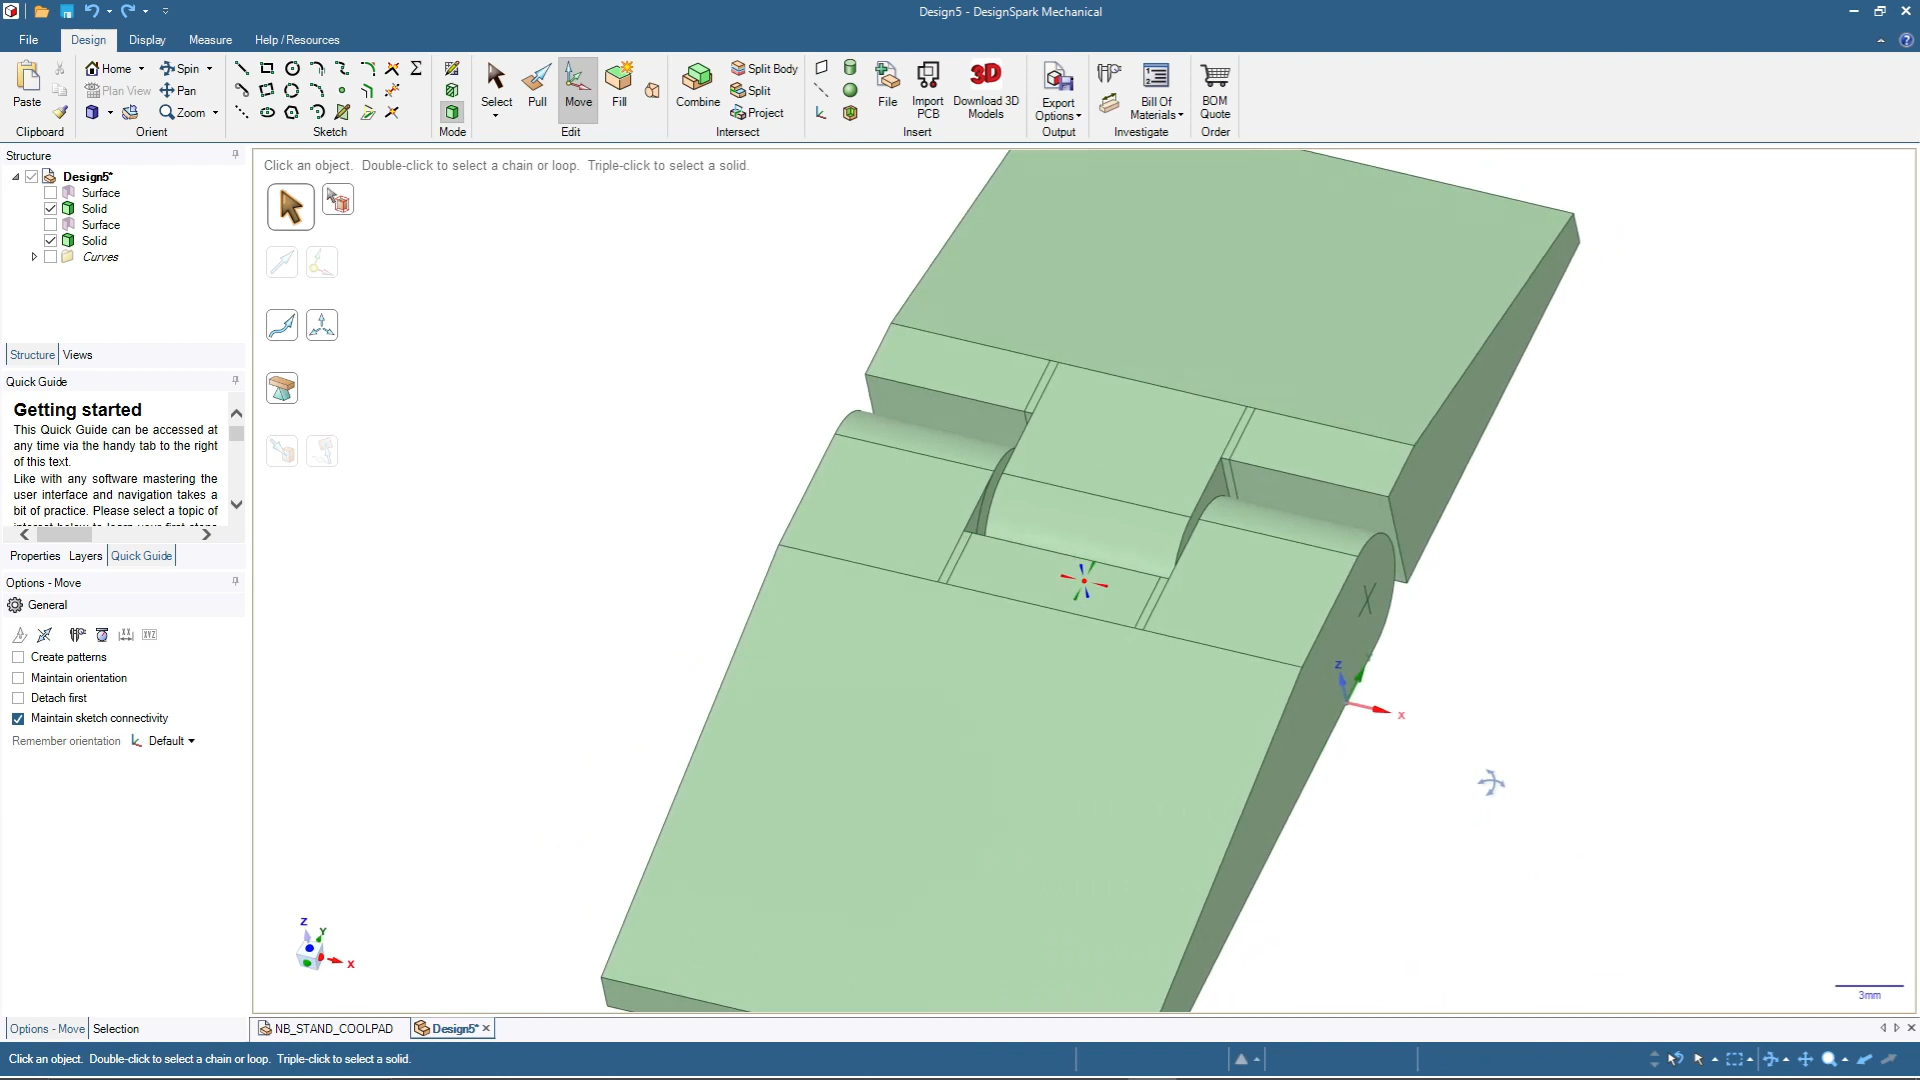 Design5 - DesignSpark Mechanical
File
Design
Display
Measure
Help / Resources
Paste
Clipboard
Home
Spin
Plan View
Pan
Zoom
Orient
Sketch
Mode
Select
Pull
Move
Fill
Edit
Combine
Split Body
Split
Project
Intersect
File
Import PCB
3D
Download 3D Models
Insert
Export Options
Output
Bill Of Materials
Investigate
BOM Quote
Order
Structure
Design5*
Surface
Solid
Surface
Solid
Curves
Structure
Views
Quick Guide
Getting started
This Quick Guide can be accessed at
any time via the handy tab to the right
of this text.
Like with any software mastering the
user interface and navigation takes a
bit of practice. Please select a topic of
Properties
Layers
Quick Guide
Options - Move
General
XYZ
Create patterns
Maintain orientation
Detach first
Maintain sketch connectivity
Remember orientation
Default
Options - Move
Selection
Click an object. Double-click to select a chain or loop. Triple-click to select a solid.
X
Z
X
Z
Y
X
3mm
NB_STAND_COOLPAD
Design5*
Click an object. Double-click to select a chain or loop. Triple-click to select a solid.